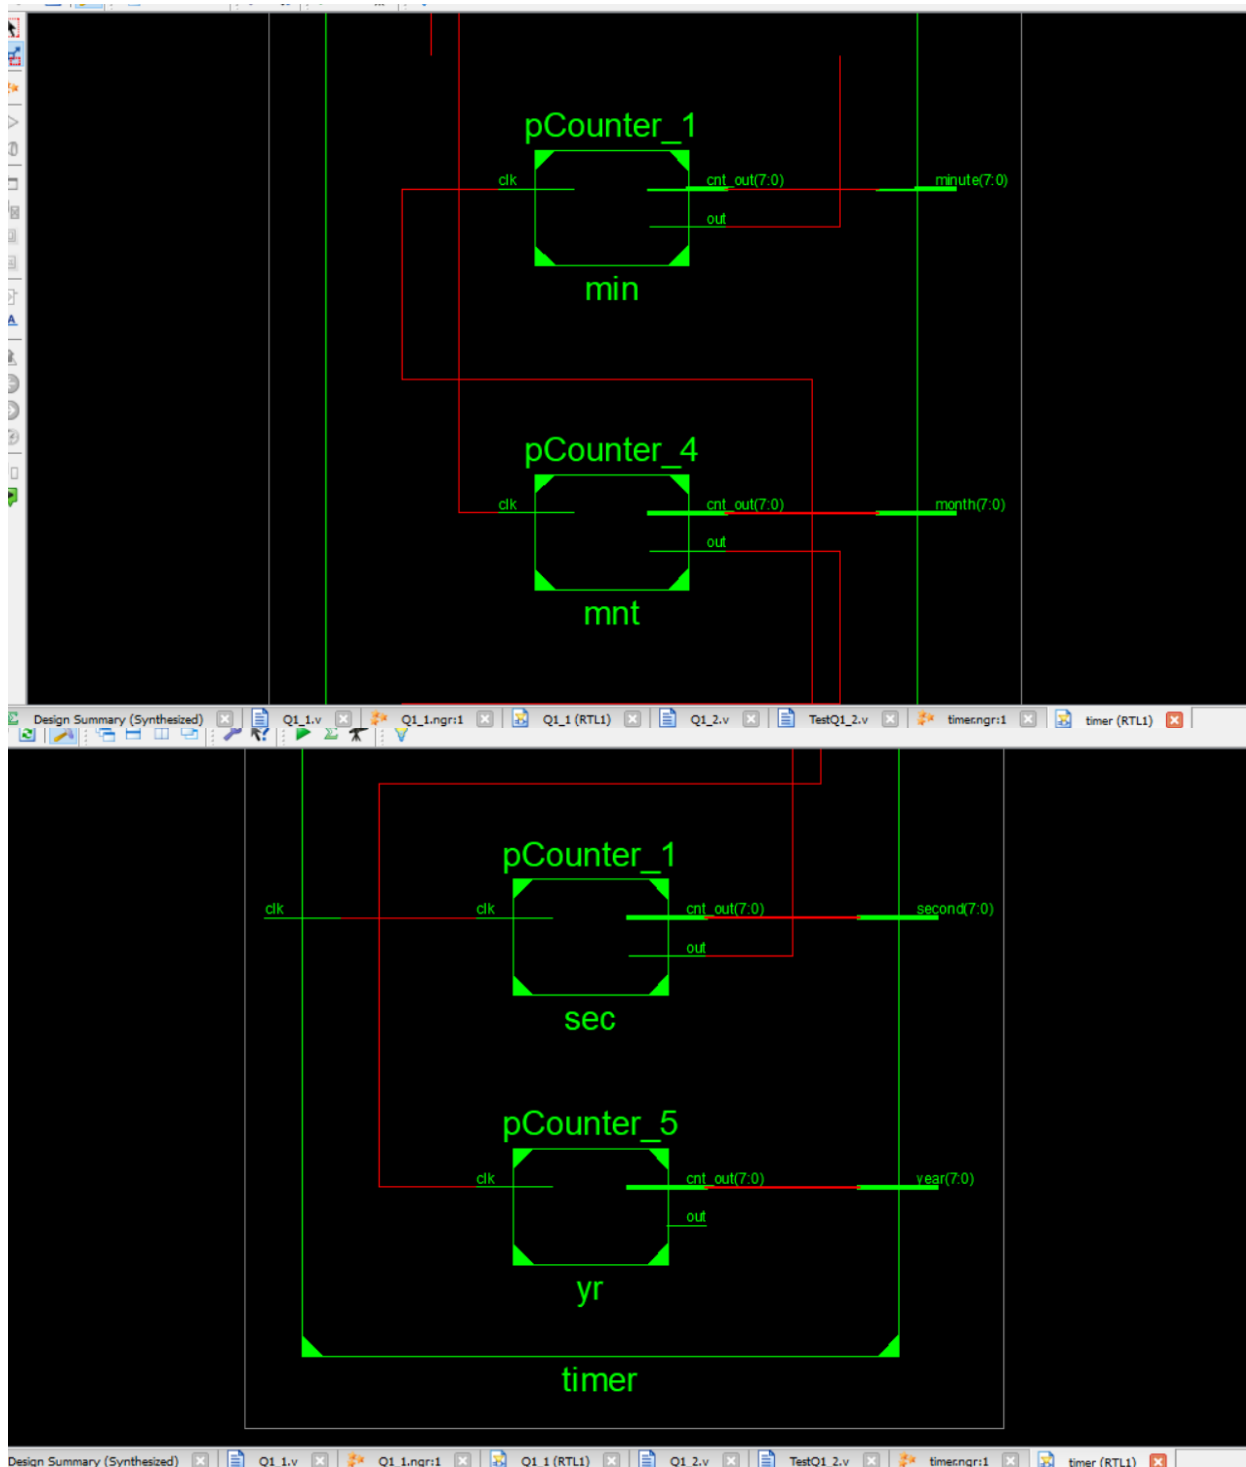 pCounter_1
clk
cnt_out(7:0)
minute(7:0)
out
min
pCounter_4
clk
cnt_out(7:0)
month(7:0)
out
mnt
Design Summary (Synthesized)
Q1_1.v
Q1_1.ngr:1
Q1_1 (RTL1)
Q1_2.v
TestQ1_2.v
timer.ngr:1
timer (RTL1)
pCounter_1
clk
clk
cnt_out(7:0)
second(7:0)
out
sec
pCounter_5
clk
cnt_out(7:0)
year(7:0)
out
yr
timer
Design Summary (Synthesized)
Q1_1.v
Q1_1.ngr:1
Q1_1 (RTL1)
Q1_2.v
TestQ1_2.v
timer.ngr:1
timer (RTL1)